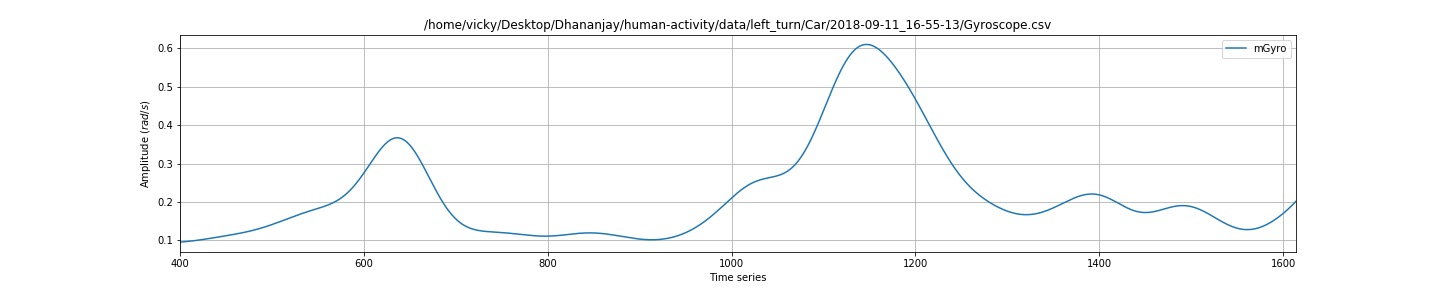 /home/vicky/Desktop/Dhananjay/human-activity/data/left_turn/Car/2018-09-11_16-55-13/Gyroscope.csv
mGyro
Amplitude (rad/s)
0.6
0.5
0.4
0.3
0.2
0.1
400 600 800 1000 1200 1400 1600
Time series